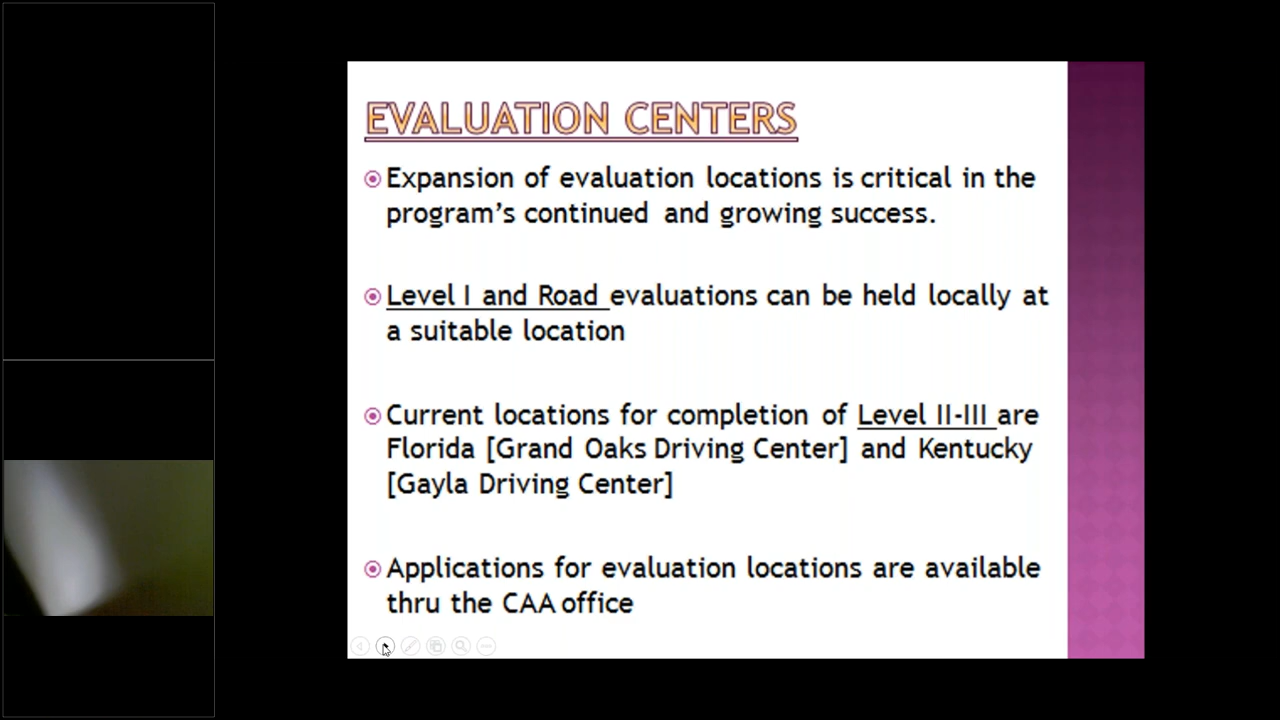 EVALUATION CENTERS
Expansion of evaluation locations is critical in the
program's continued and growing success.
Level I and Road evaluations can be held locally at
a suitable location
Current locations for completion of Level II-III are
Florida [Grand Oaks Driving Center] and Kentucky
[Gayla Driving Center]
Applications for evaluation locations are available
thru the CAA office